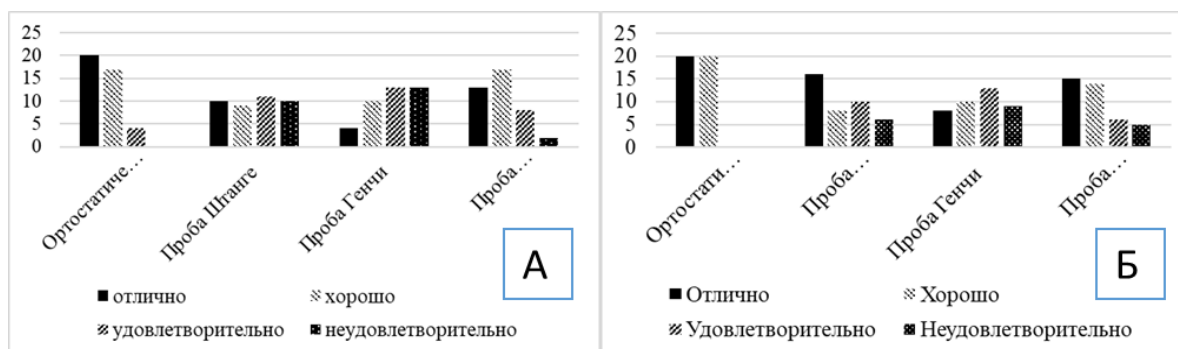 25
20
15
10
5
0
Ортостатиче…
Проба Штанге
Проба Генчи
Проба…
А
отлично
хорошо
удовлетворительно
неудовлетворительно
25
20
15
10
5
0
Ортостати…
Проба…
Проба Генчи
Проба…
Б
Отлично
Хорошо
Удовлетворительно
Неудовлетворительно